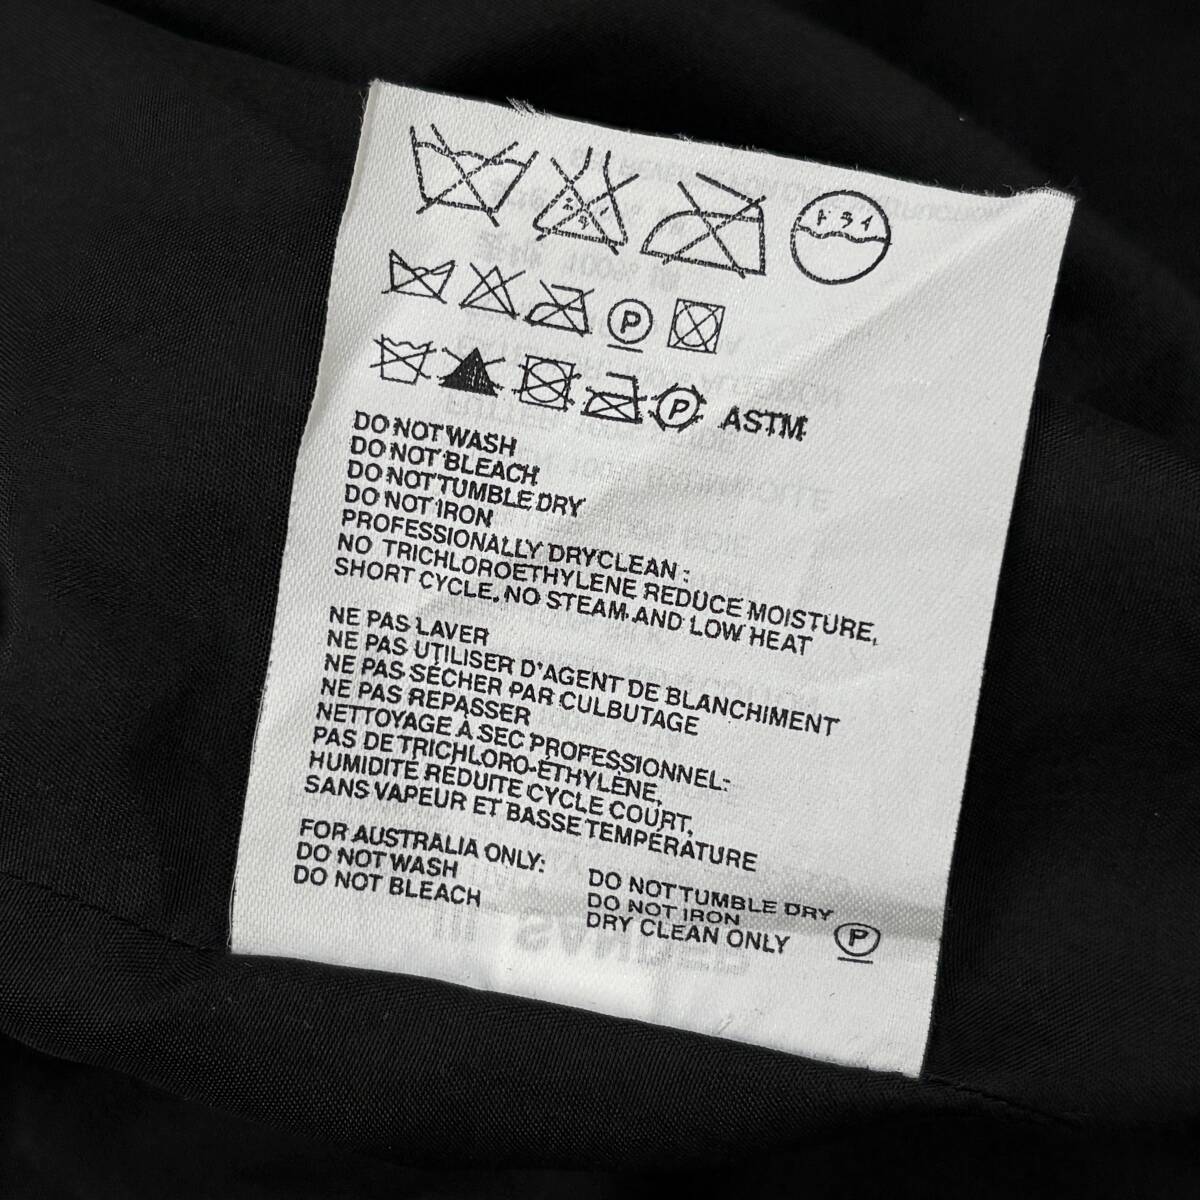 P
P
ASTM
DO NOT WASH
DO NOT BLEACH
DO NOT TUMBLE DRY
DO NOT IRON
PROFESSIONALLY DRYCLEAN :
NO TRICHLOROETHYLENE REDUCE MOISTURE,
SHORT CYCLE, NO STEAM AND LOW HEAT
NE PAS LAVER
NE PAS UTILISER D'AGENT DE BLANCHIMENT
NE PAS SÉCHER PAR CULBUTAGE
NE PAS REPASSER
NETTOYAGE À SEC PROFESSIONNEL:
PAS DE TRICHLORO-ÉTHYLÈNE,
HUMIDITÉ RÉDUITE CYCLE COURT,
SANS VAPEUR ET BASSE TEMPÉRATURE
FOR AUSTRALIA ONLY:
DO NOT WASH
DO NOT BLEACH
DO NOT TUMBLE DRY
DO NOT IRON
DRY CLEAN ONLY
P